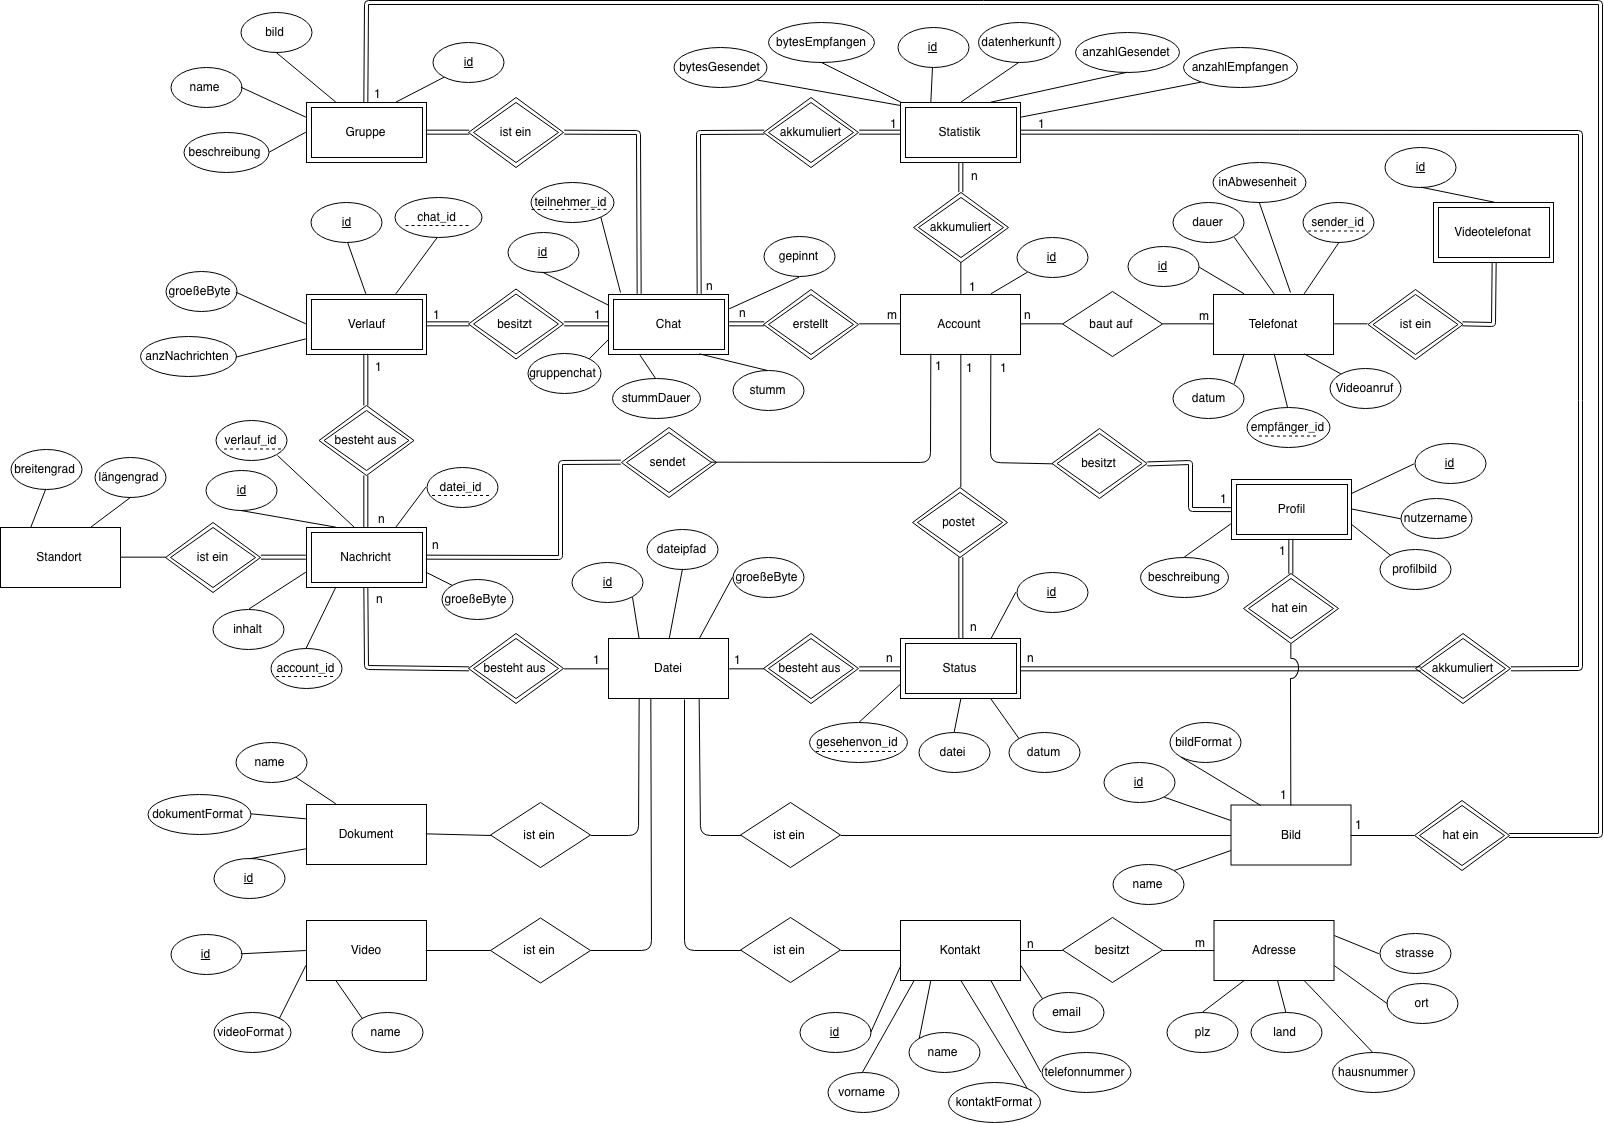 bild
id
name
beschreibung
1
Gruppe
ist ein
bytesGesendet
bytesEmpfangen
id
datenherkunft
anzahlGesendet
anzahlEmpfangen
akkumuliert
1
Statistik
1
n
akkumuliert
1
id
chat_id
groeßeByte
anzNachrichten
Verlauf
1
besitzt
1
1
teilnehmer_id
id
gepinnt
n
Chat
n
erstellt
m
gruppenchat
stummDauer
stumm
id
Account
n
baut auf
m
1
1
1
inAbwesenheit
dauer
sender_id
id
Telefonat
ist ein
id
Videotelefonat
datum
Videoanruf
empfänger_id
besteht aus
n
verlauf_id
id
datei_id
breitengrad
längengrad
Standort
ist ein
Nachricht
n
sendet
n
inhalt
groeßeByte
account_id
postet
n
besitzt
1
Profil
id
nutzername
profilbild
beschreibung
1
hat ein
id
dateipfad
groeßeByte
besteht aus
1
Datei
1
besteht aus
n
Status
n
id
akkumuliert
gesehenvon_id
datei
datum
name
dokumentFormat
id
Dokument
ist ein
ist ein
bildFormat
id
1
Bild
1
hat ein
name
id
Video
ist ein
videoFormat
name
ist ein
Kontakt
n
besitzt
m
Adresse
strasse
ort
id
vorname
name
kontaktFormat
telefonnummer
email
plz
land
hausnummer